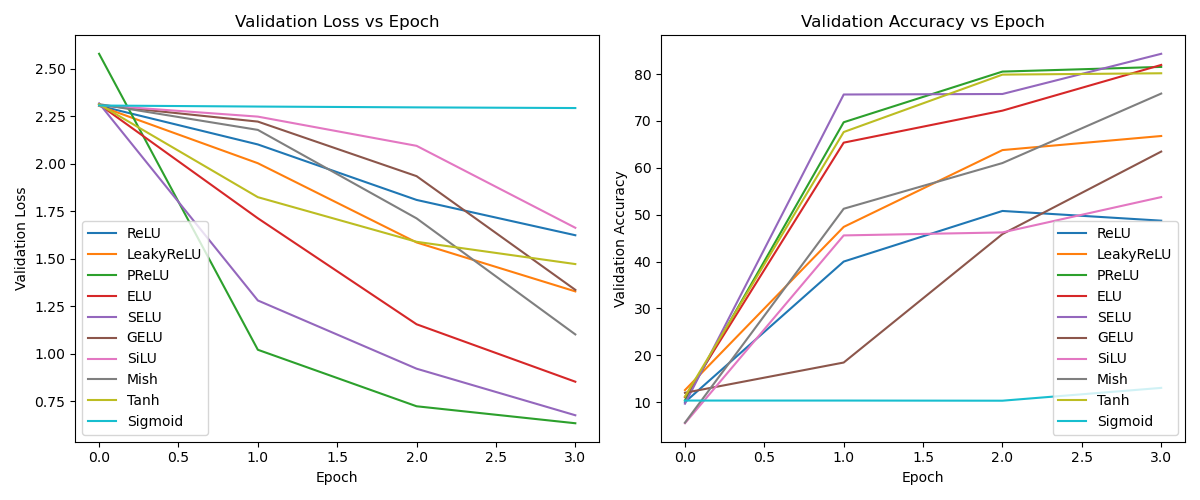 Validation Loss vs Epoch
Validation Loss
2.50
2.25
2.00
1.75
1.50
1.25
1.00
0.75
ReLU
LeakyReLU
PReLU
ELU
SELU
GELU
SiLU
Mish
Tanh
Sigmoid
0.0 0.5 1.0 1.5 2.0 2.5 3.0
Epoch
Validation Accuracy vs Epoch
Validation Accuracy
80
70
60
50
40
30
20
10
ReLU
LeakyReLU
PReLU
ELU
SELU
GELU
SiLU
Mish
Tanh
Sigmoid
0.0 0.5 1.0 1.5 2.0 2.5 3.0
Epoch